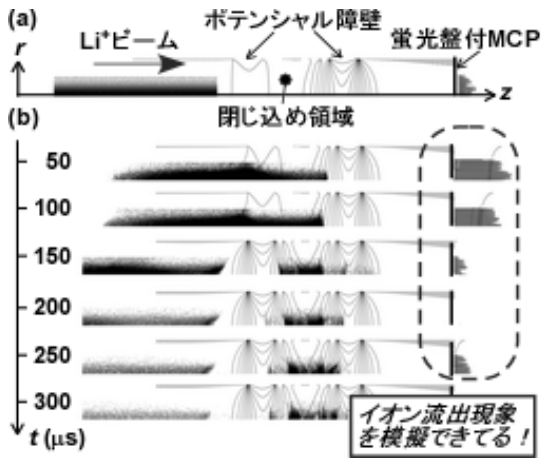 (a)
ポテンシャル障壁
Li⁺ビーム
蛍光盤付MCP
r
z
閉じ込め領域
(b)
50
100
150
200
250
300
t (μs)
イオン流出現象
を模擬できてる！